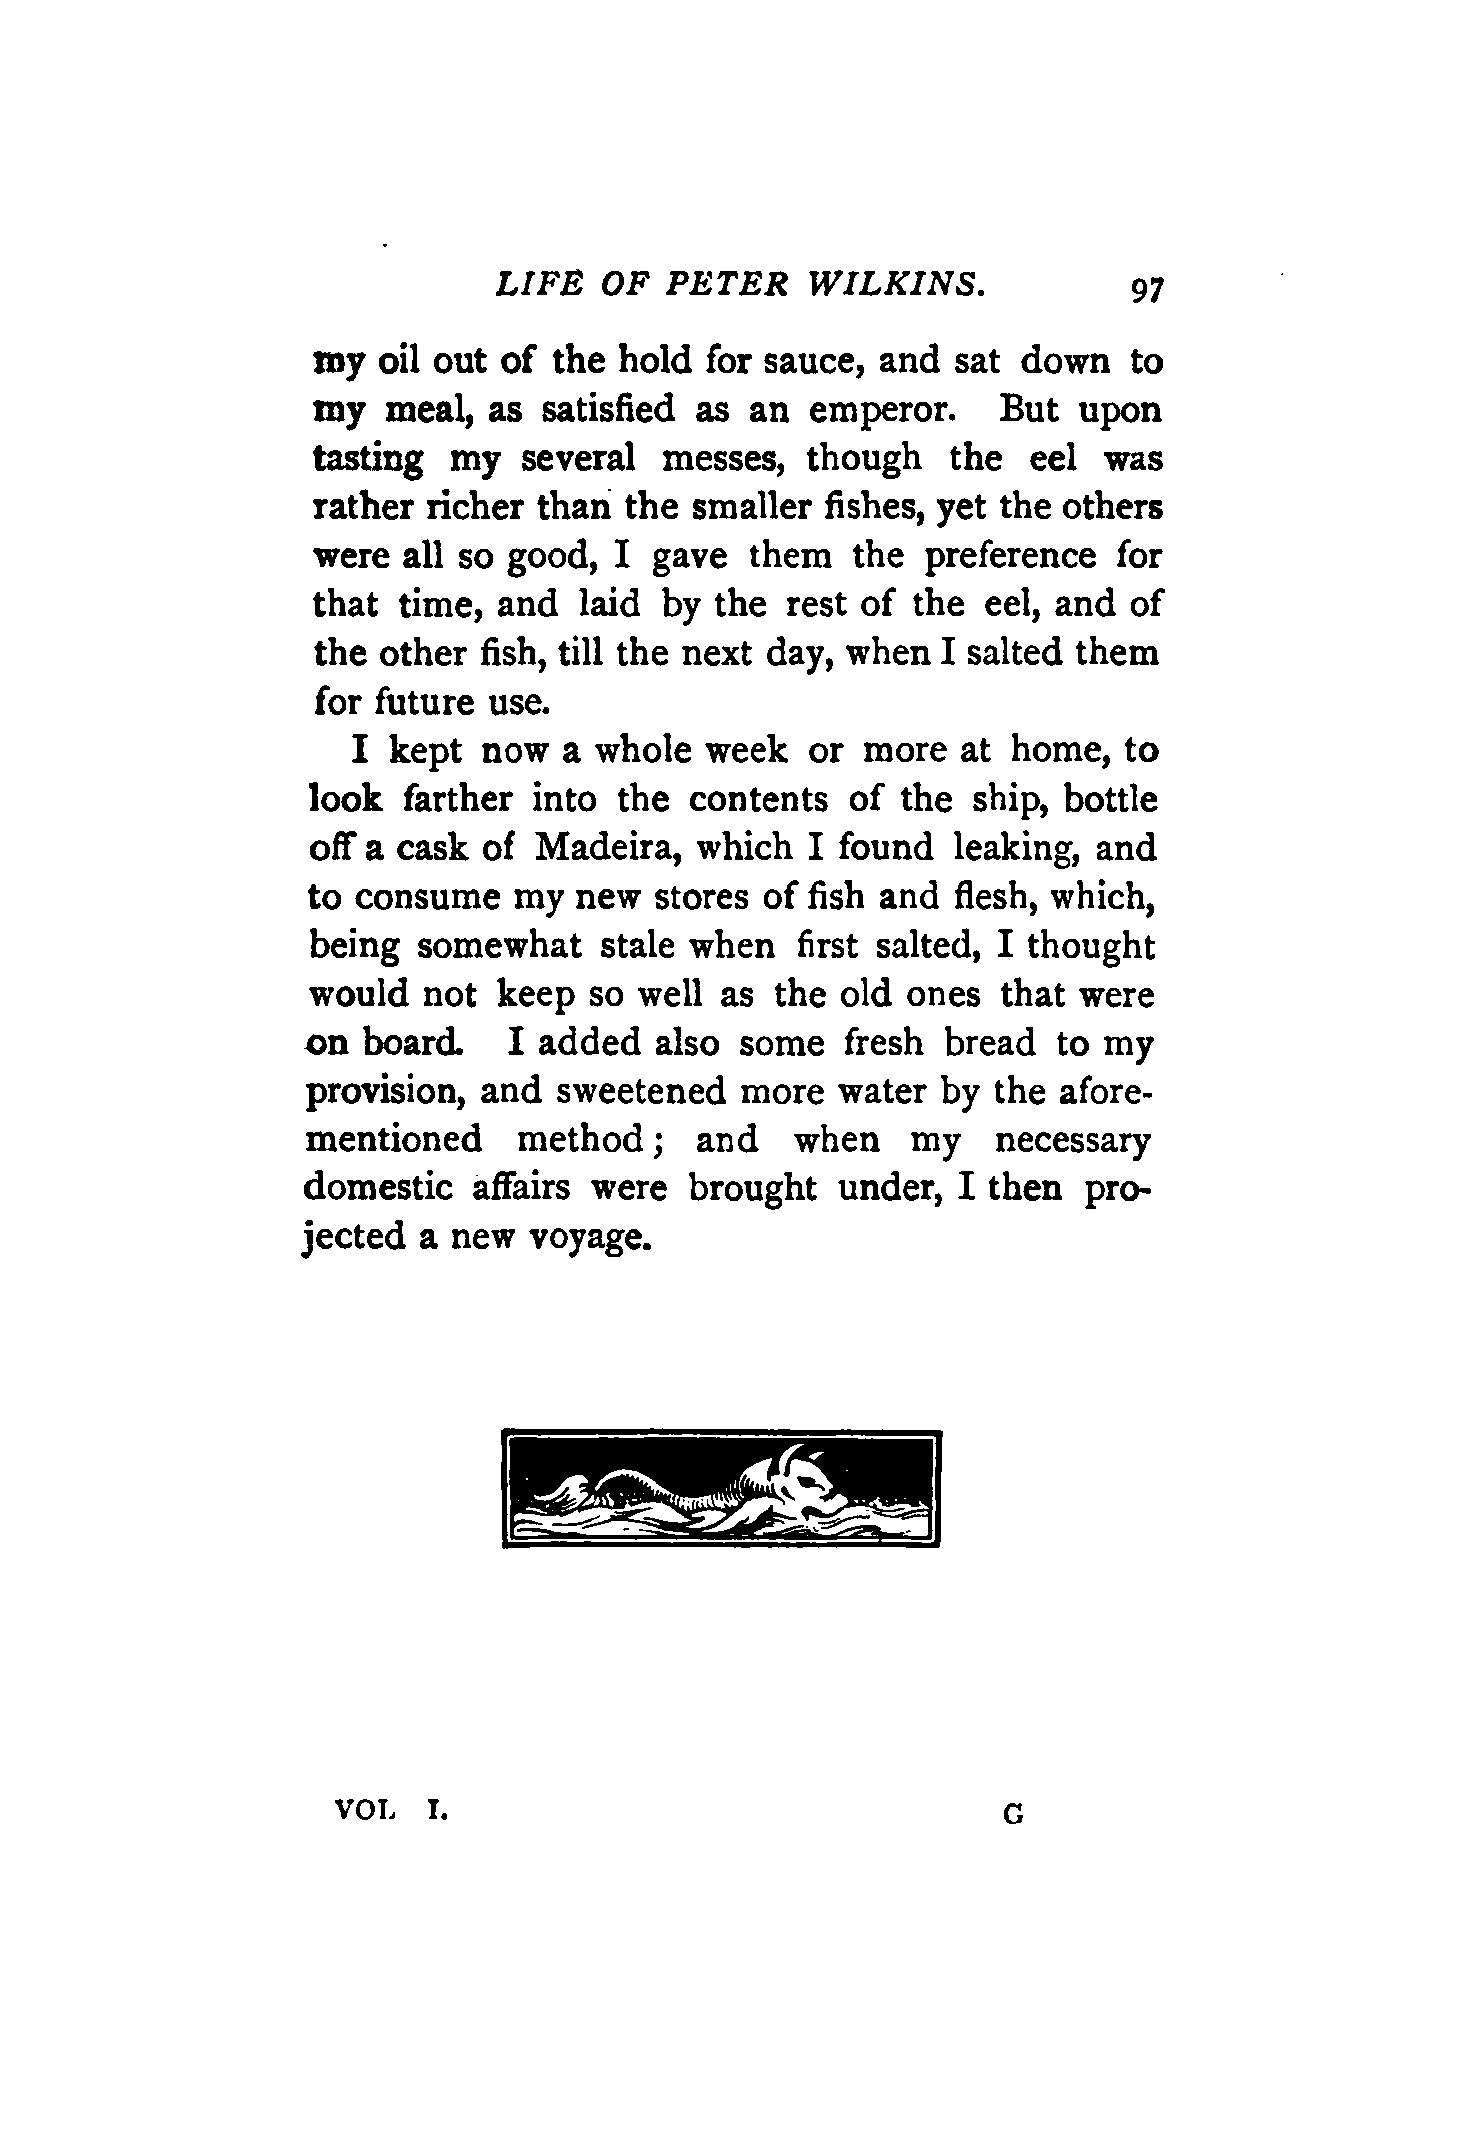 LIFE OF PETER WILKINS. 97
my oil out of the hold for sauce, and sat down to
my meal, as satisfied as an emperor. But upon
tasting my several messes, though the eel was
rather richer than the smaller fishes, yet the others
were all so good, I gave them the preference for
that time, and laid by the rest of the eel, and of
the other fish, till the next day, when I salted them
for future use.
I kept now a whole week or more at home, to
look farther into the contents of the ship, bottle
off a cask of Madeira, which I found leaking, and
to consume my new stores of fish and flesh, which,
being somewhat stale when first salted, I thought
would not keep so well as the old ones that were
on board. I added also some fresh bread to my
provision, and sweetened more water by the afore-
mentioned method; and when my necessary
domestic affairs were brought under, I then pro-
jected a new voyage.
VOL I. G